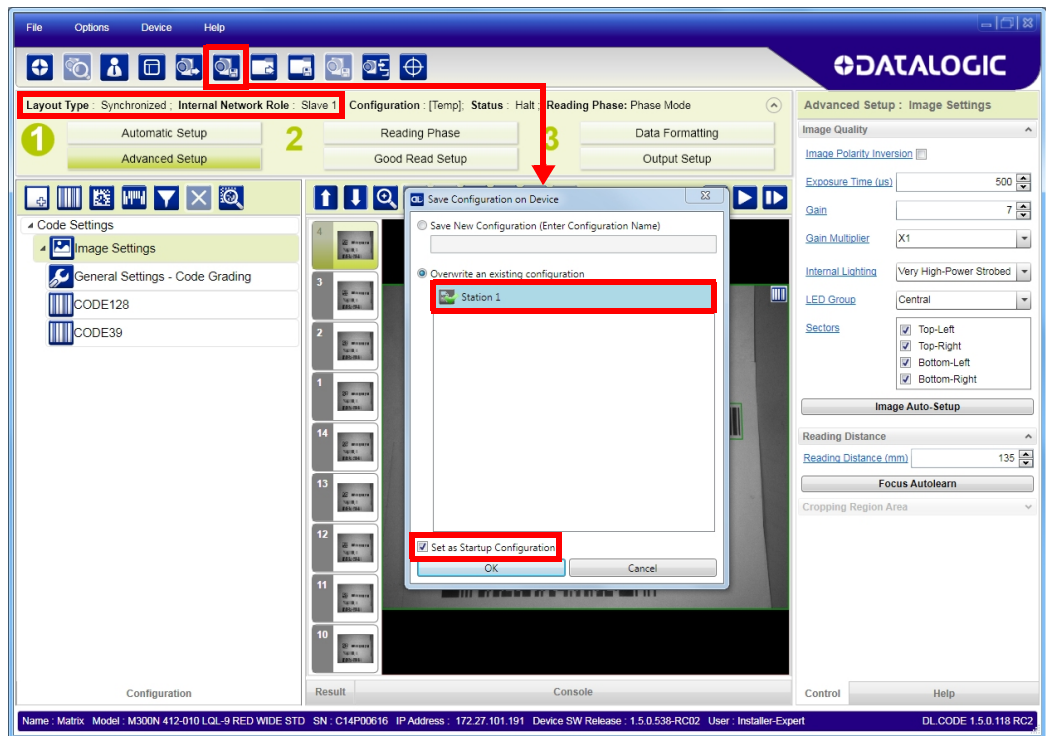 File Options Device Help
DATALOGIC
Layout Type : Synchronized ; Internal Network Role : Slave 1 Configuration : [Temp]; Status : Halt ; Reading Phase: Phase Mode
1 Automatic Setup
Advanced Setup
2 Reading Phase
Good Read Setup
3 Data Formatting
Output Setup
Code Settings
Image Settings
General Settings - Code Grading
CODE128
CODE39
Configuration
4
3
2
1
14
13
12
11
10
Result Console
Save Configuration on Device
Save New Configuration (Enter Configuration Name)
Overwrite an existing configuration
Station 1
Set as Startup Configuration
OK Cancel
Advanced Setup : Image Settings
Image Quality
Image Polarity Inversion
Exposure Time (µs) 500
Gain 7
Gain Multiplier X1
Internal Lighting Very High-Power Strobed
LED Group Central
Sectors Top-Left
Top-Right
Bottom-Left
Bottom-Right
Image Auto-Setup
Reading Distance
Reading Distance (mm) 135
Focus Autolearn
Cropping Region Area
Control Help
Name : Matrix Model : M300N 412-010 LQL-9 RED WIDE STD SN : C14P00616 IP Address : 172.27.101.191 Device SW Release : 1.5.0.538-RC02 User : Installer-Expert DL.CODE 1.5.0.118 RC2